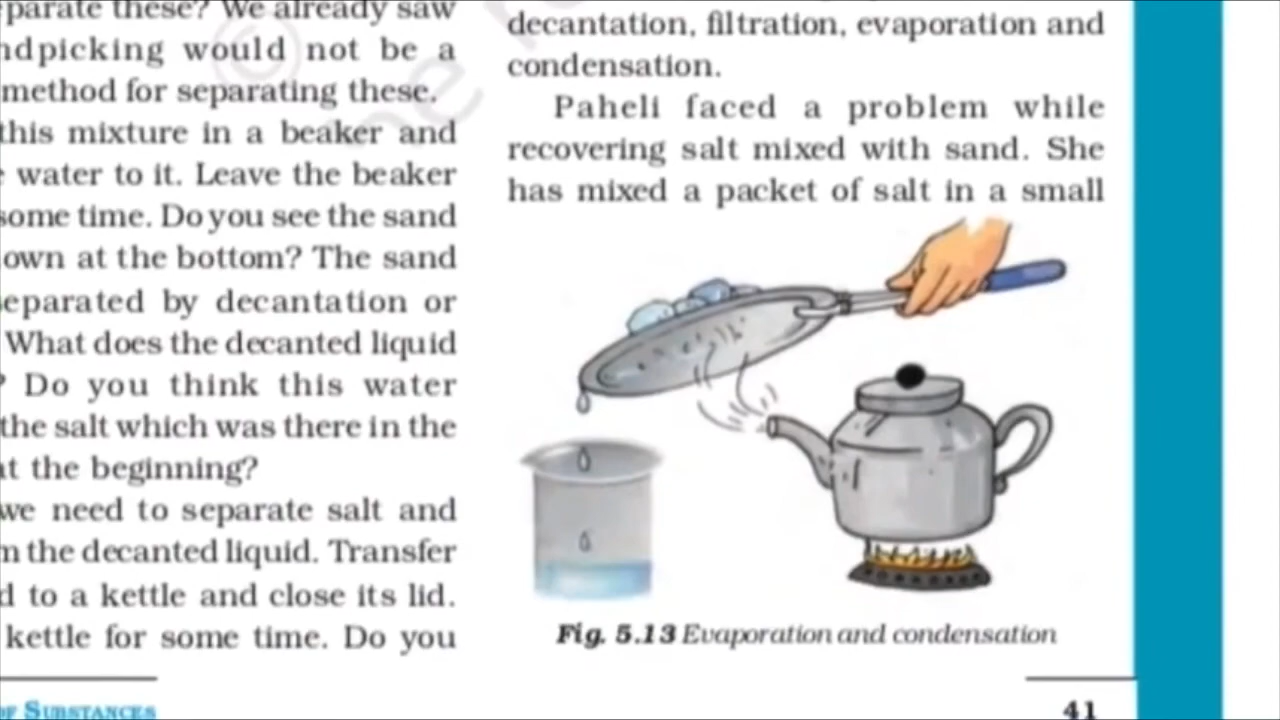 parate these? We already saw
ndpicking would not be a
method for separating these.
this mixture in a beaker and
water to it. Leave the beaker
some time. Do you see the sand
own at the bottom? The sand
eparated by decantation or
What does the decanted liquid
? Do you think this water
the salt which was there in the
at the beginning?
we need to separate salt and
m the decanted liquid. Transfer
d to a kettle and close its lid.
kettle for some time. Do you
OF SUBSTANCES
decantation, filtration, evaporation and
condensation.
Paheli faced a problem while
recovering salt mixed with sand. She
has mixed a packet of salt in a small
Fig. 5.13 Evaporation and condensation
41